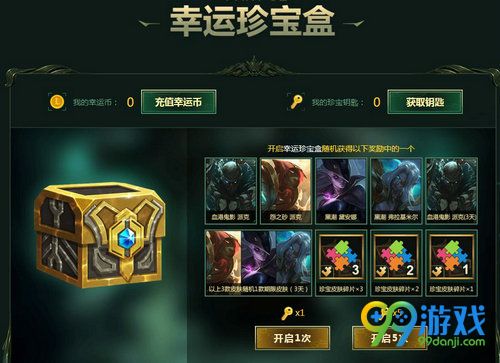 幸运珍宝盒
我的幸运币： 0 充值幸运币
我的珍宝钥匙： 0 获取钥匙
开启幸运珍宝盒随机获得以下奖励中的一个
血港鬼影 派克
怨之砂 派克
黑潮 黛安娜
黑潮 弗拉基米尔
血港鬼影 派克(3天)
以上3款皮肤随机1款期限皮肤（3天）
3
珍宝皮肤碎片×3
2
珍宝皮肤碎片×2
1
珍宝皮肤碎片×1
x1
开启1次
开启5次
99游戏
99danji.com